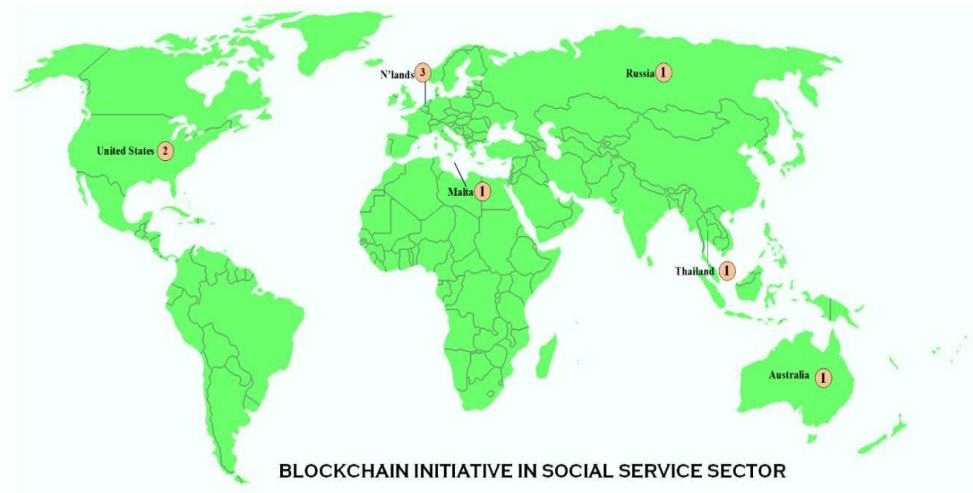 N'lands 3
Russia 1
United States 2
Malta 1
Thailand 1
Australia 1
BLOCKCHAIN INITIATIVE IN SOCIAL SERVICE SECTOR